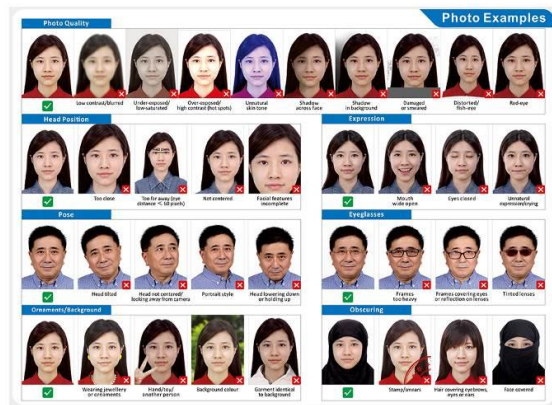 Photo Examples
Photo Quality
Low contrast/blurred
Under-exposed/
low-saturated
Over-exposed/
high contrast (hot spots)
Unnatural
skin tone
Shadow
across face
Shadow
in background
Damaged
or smeared
Distorted/
fish-eye
Red-eye
Head Position
Too close
Too far away (eye
distance < 60 pixels)
Not centered
Facial features
incomplete
Expression
Mouth
wide open
Eyes closed
Unnatural
expression/crying
Pose
Head tilted
Head not centered/
looking away from camera
Portrait style
Head lowering down
or holding up
Eyeglasses
Frames
too heavy
Frames covering eyes
or reflection on lenses
Tinted lenses
Ornaments/Background
Wearing jewellery
or ornaments
Hand/toy/
another person
Background colour
Garment identical
to background
Obscuring
Stamp/smears
Hair covering eyebrows,
eyes or ears
Face covered